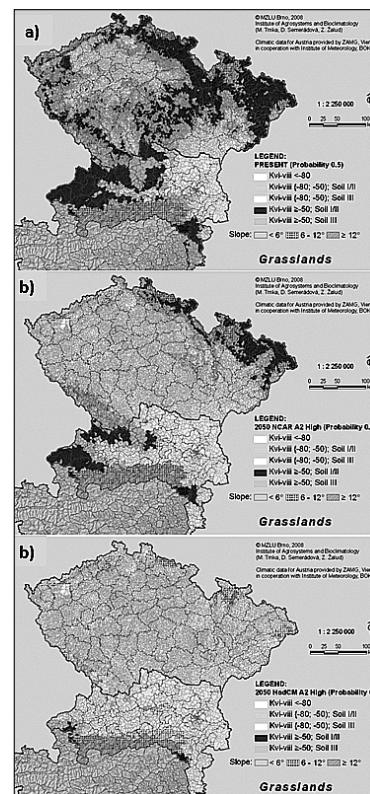 a)
© MZLU Brno, 2008
Institute of Agrosystems and Bioclimatology
(M. Trnka, D. Semerádová, Z. Žalud)
Climatic data for Austria provided by ZAMG, Vien
in cooperation with Institute of Meteorology, BOK
1 : 2 250 000
0 50 100
LEGEND:
PRESENT (Probability 0.5)
Kvi-viii <-80
Kvi-viii (-80; -50); Soil I/II
Kvi-viii (-80; -50); Soil III
Kvi-viii ≥-50; Soil I/II
Kvi-viii ≥-50; Soil III
Slope: < 6° 6 - 12° ≥ 12°
Grasslands
b)
© MZLU Brno, 2008
Institute of Agrosystems and Bioclimatology
(M. Trnka, D. Semerádová, Z. Žalud)
Climatic data for Austria provided by ZAMG, Vien
in cooperation with Institute of Meteorology, BOK
1 : 2 250 000
0 50 100
LEGEND:
2050 NCAR A2 High (Probability 0.
Kvi-viii <-80
Kvi-viii (-80; -50); Soil I/II
Kvi-viii (-80; -50); Soil III
Kvi-viii ≥-50; Soil I/II
Kvi-viii ≥-50; Soil III
Slope: < 6° 6 - 12° ≥ 12°
Grasslands
b)
© MZLU Brno, 2008
Institute of Agrosystems and Bioclimatology
(M. Trnka, D. Semerádová, Z. Žalud)
Climatic data for Austria provided by ZAMG, Vien
in cooperation with Institute of Meteorology, BOK
1 : 2 250 000
0 50 100
LEGEND:
2050 HadCM A2 High (Probability
Kvi-viii <-80
Kvi-viii (-80; -50); Soil I/II
Kvi-viii (-80; -50); Soil III
Kvi-viii ≥-50; Soil I/II
Kvi-viii ≥-50; Soil III
Slope: < 6° 6 - 12° ≥ 12°
Grasslands